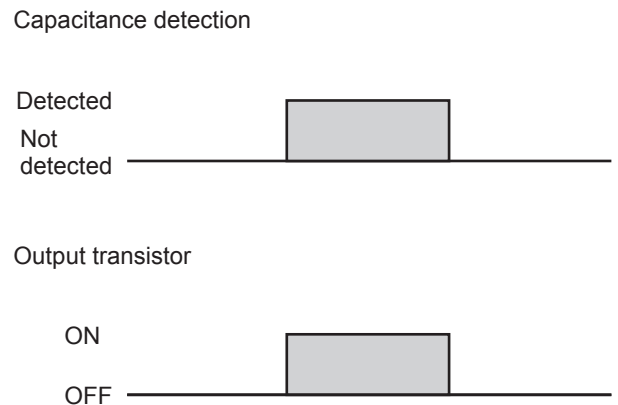 Capacitance detection
Detected
Not
detected
Output transistor
ON
OFF